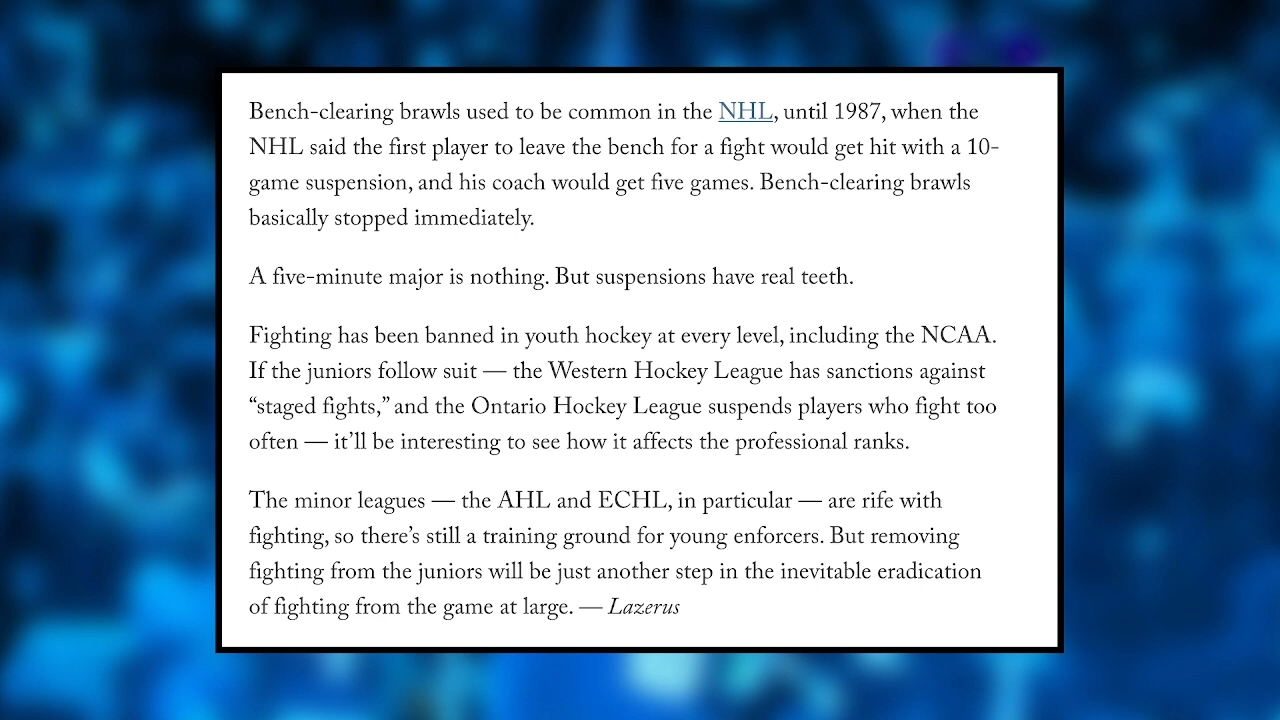 Bench-clearing brawls used to be common in the NHL, until 1987, when the
NHL said the first player to leave the bench for a fight would get hit with a 10-
game suspension, and his coach would get five games. Bench-clearing brawls
basically stopped immediately.
A five-minute major is nothing. But suspensions have real teeth.
Fighting has been banned in youth hockey at every level, including the NCAA.
If the juniors follow suit — the Western Hockey League has sanctions against
“staged fights,” and the Ontario Hockey League suspends players who fight too
often — it’ll be interesting to see how it affects the professional ranks.
The minor leagues — the AHL and ECHL, in particular — are rife with
fighting, so there’s still a training ground for young enforcers. But removing
fighting from the juniors will be just another step in the inevitable eradication
of fighting from the game at large. — Lazerus